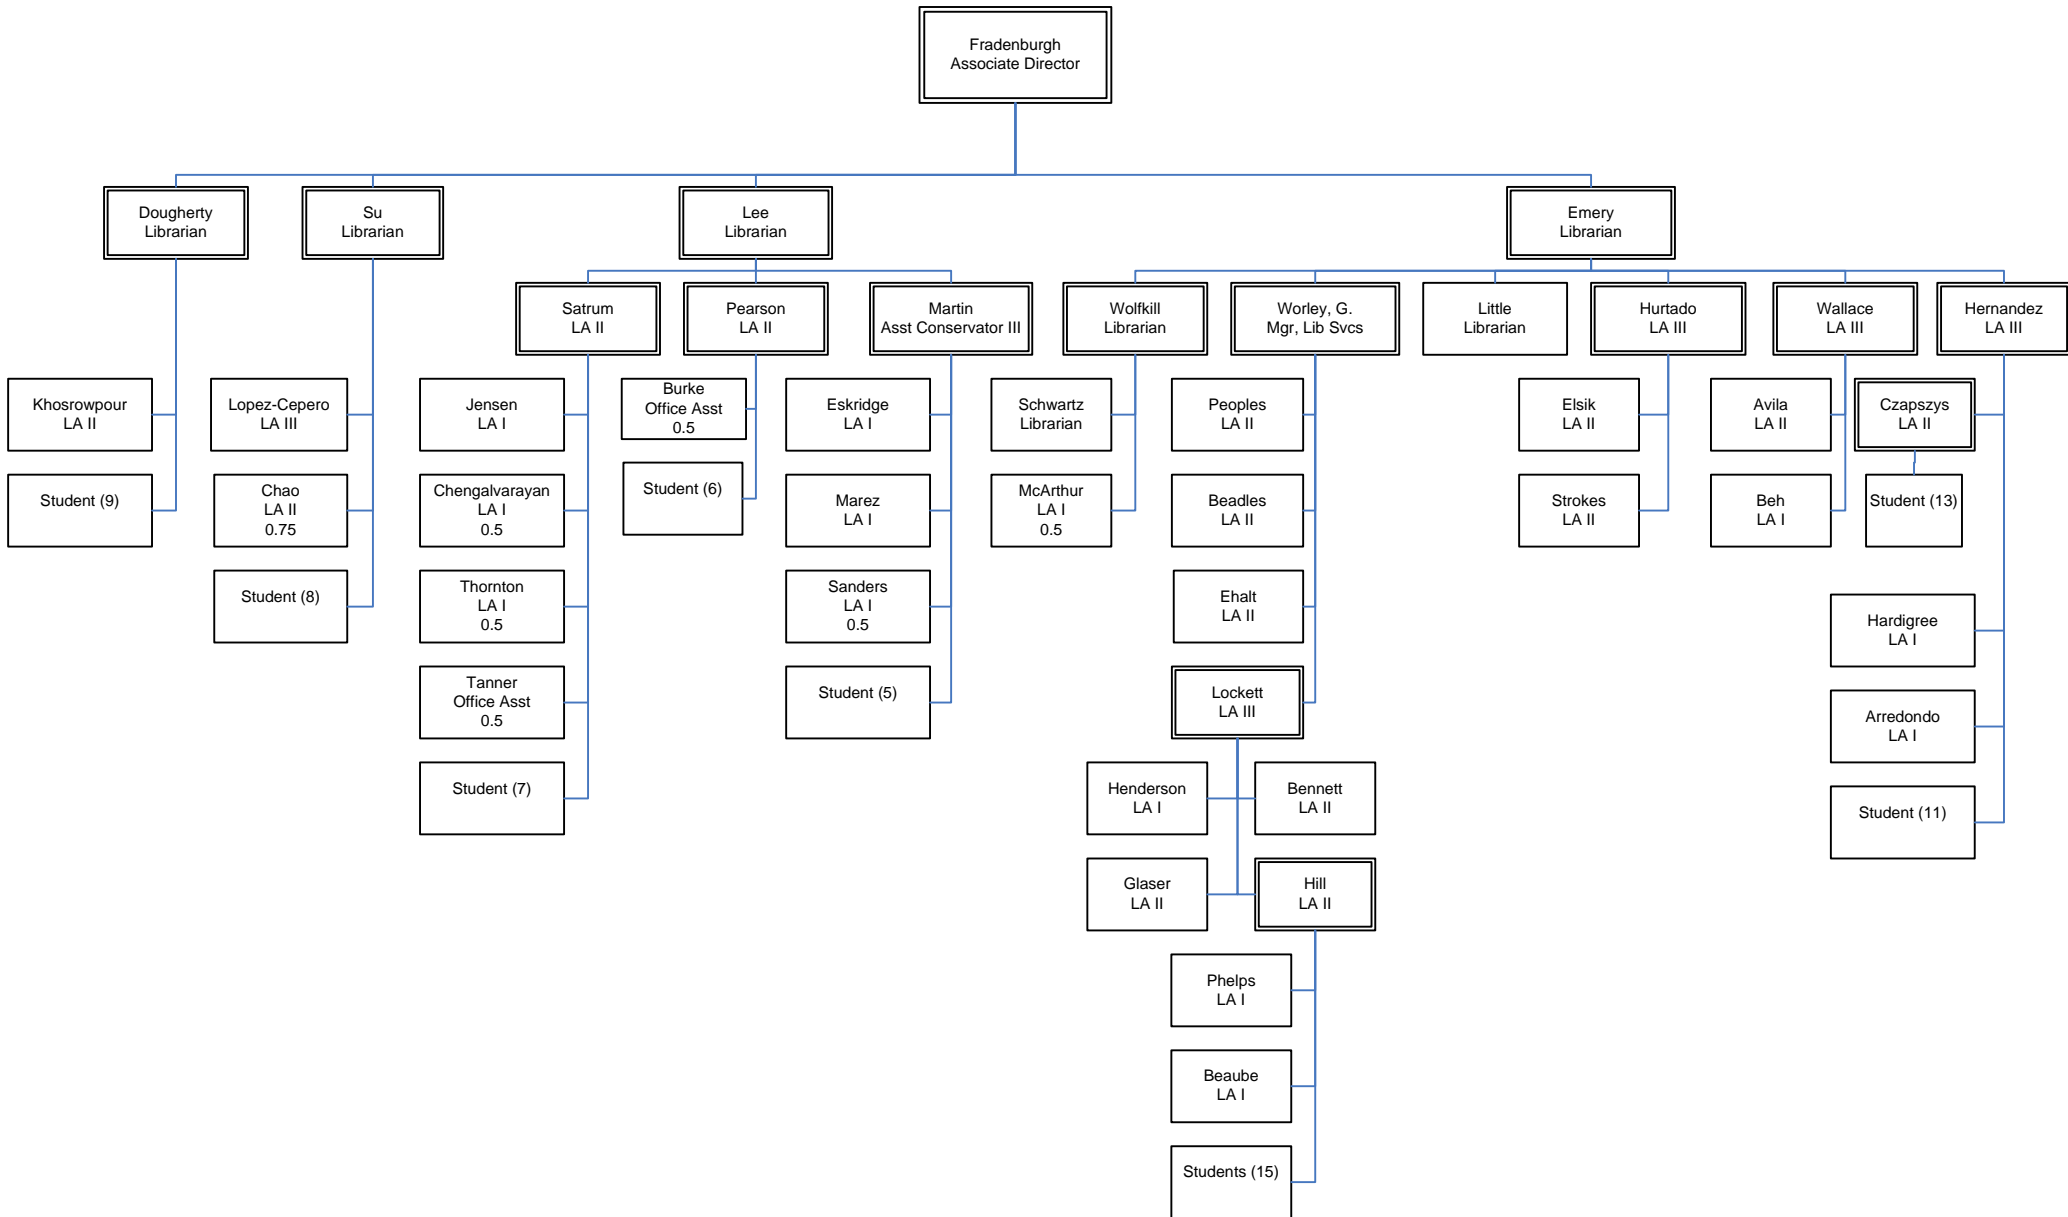 Fradenburgh
Associate Director
Dougherty
Librarian
Su
Librarian
Lee
Librarian
Emery
Librarian
Satrum
LA II
Pearson
LA II
Martin
Asst Conservator III
Wolfkill
Librarian
Worley, G.
Mgr, Lib Svcs
Little
Librarian
Hurtado
LA III
Wallace
LA III
Hernandez
LA III
Khosrowpour
LA II
Student (9)
Lopez-Cepero
LA III
Chao
LA II
0.75
Student (8)
Jensen
LA I
Chengalvarayan
LA I
0.5
Thornton
LA I
0.5
Tanner
Office Asst
0.5
Student (7)
Burke
Office Asst
0.5
Student (6)
Eskridge
LA I
Marez
LA I
Sanders
LA I
0.5
Student (5)
Schwartz
Librarian
McArthur
LA I
0.5
Peoples
LA II
Beadles
LA II
Ehalt
LA II
Lockett
LA III
Henderson
LA I
Bennett
LA II
Glaser
LA II
Hill
LA II
Phelps
LA I
Beaube
LA I
Students (15)
Elsik
LA II
Strokes
LA II
Avila
LA II
Beh
LA I
Czapszys
LA II
Student (13)
Hardigree
LA I
Arredondo
LA I
Student (11)